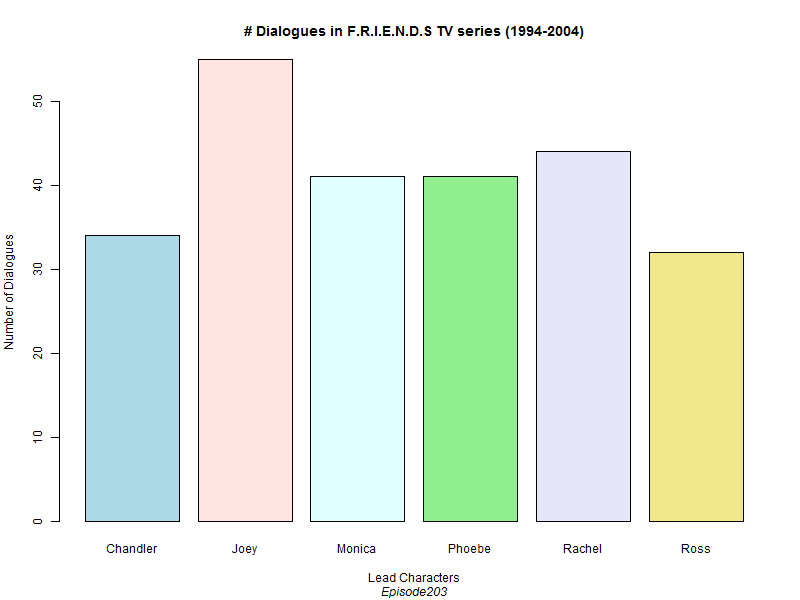 # Dialogues in F.R.I.E.N.D.S TV series (1994-2004)
Number of Dialogues
50
40
30
20
10
0
Chandler Joey Monica Phoebe Rachel Ross
Lead Characters
Episode203